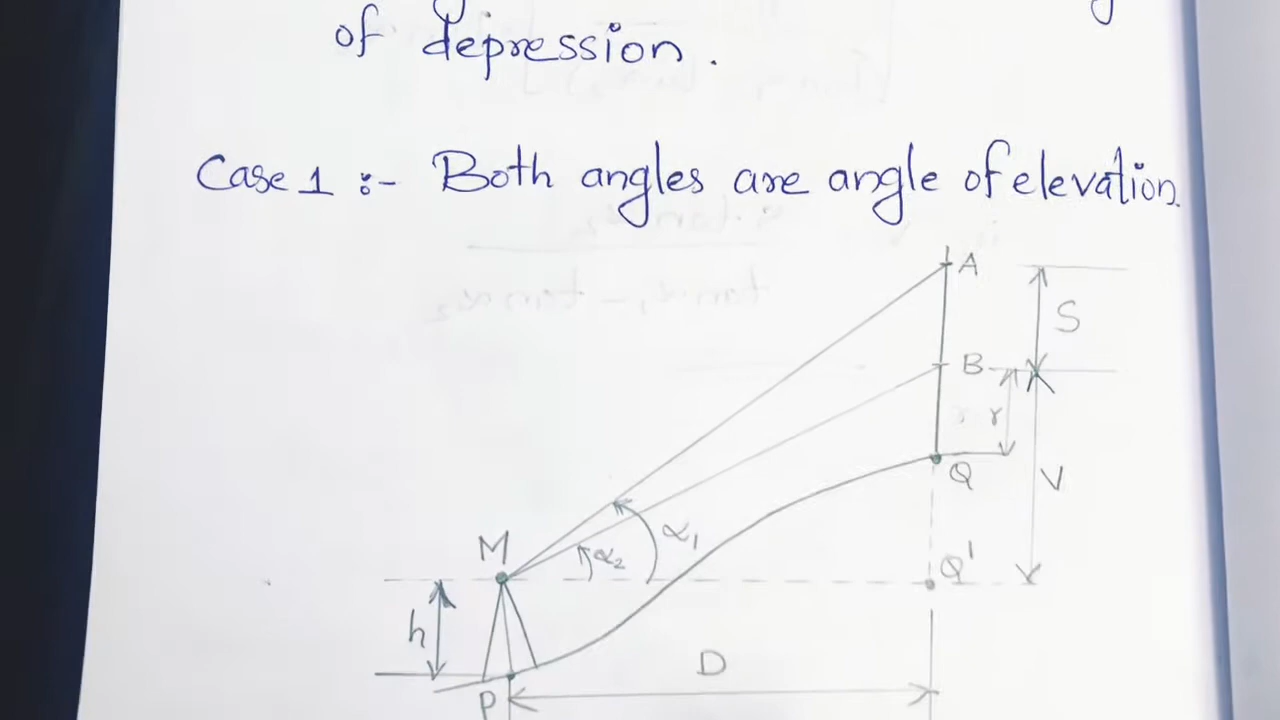 of depression.
Case 1 :- Both angles are angle of elevation.
A
S
B
r
Q
V
M
α₁
α₂
Q'
h
D
P